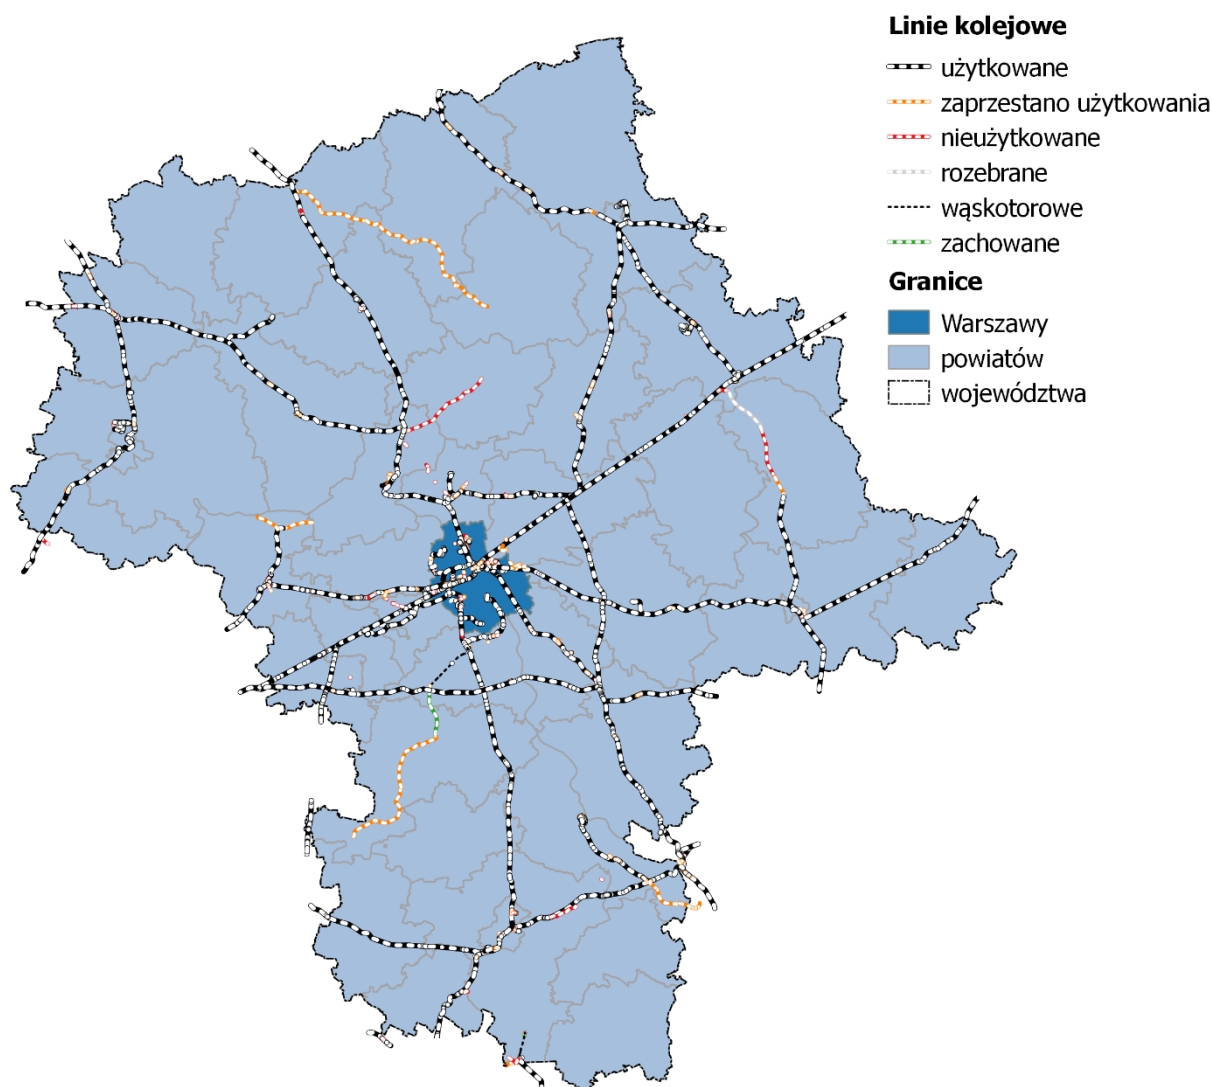 Linie kolejowe
użytkowane
zaprzestano użytkowania
nieużytkowane
rozebrane
wąskotorowe
zachowane
Granice
Warszawy
powiatów
województwa